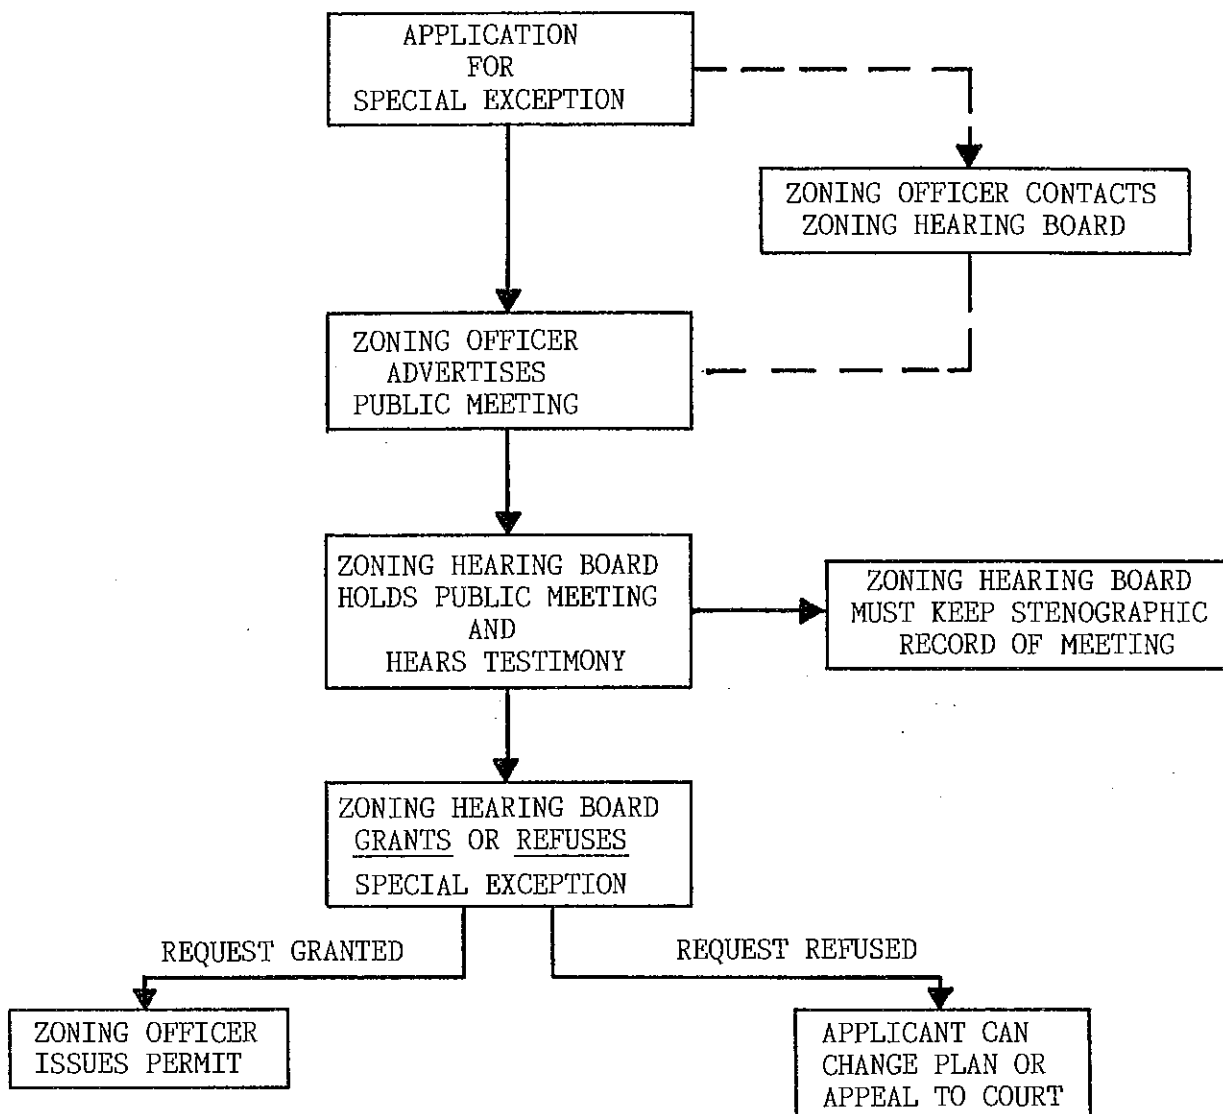 APPLICATION
FOR
SPECIAL EXCEPTION
ZONING OFFICER CONTACTS
ZONING HEARING BOARD
ZONING OFFICER
ADVERTISES
PUBLIC MEETING
ZONING HEARING BOARD
HOLDS PUBLIC MEETING
AND
HEARS TESTIMONY
ZONING HEARING BOARD
MUST KEEP STENOGRAPHIC
RECORD OF MEETING
ZONING HEARING BOARD
GRANTS OR REFUSES
SPECIAL EXCEPTION
REQUEST GRANTED
REQUEST REFUSED
ZONING OFFICER
ISSUES PERMIT
APPLICANT CAN
CHANGE PLAN OR
APPEAL TO COURT